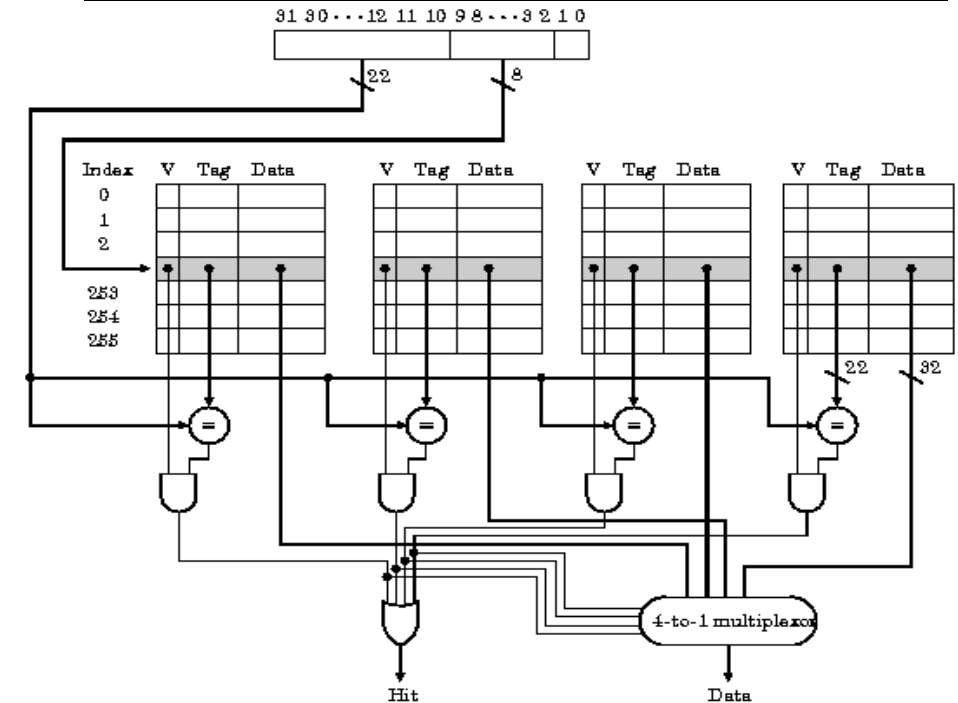 31 30 · · · 12 11 10 9 8 · · · 3 2 1 0
22
8
Index V Tag Data V Tag Data V Tag Data V Tag Data
0
1
2
253
254
255
22
32
=
=
=
=
4-to-1 multiplexor
Hit
Data